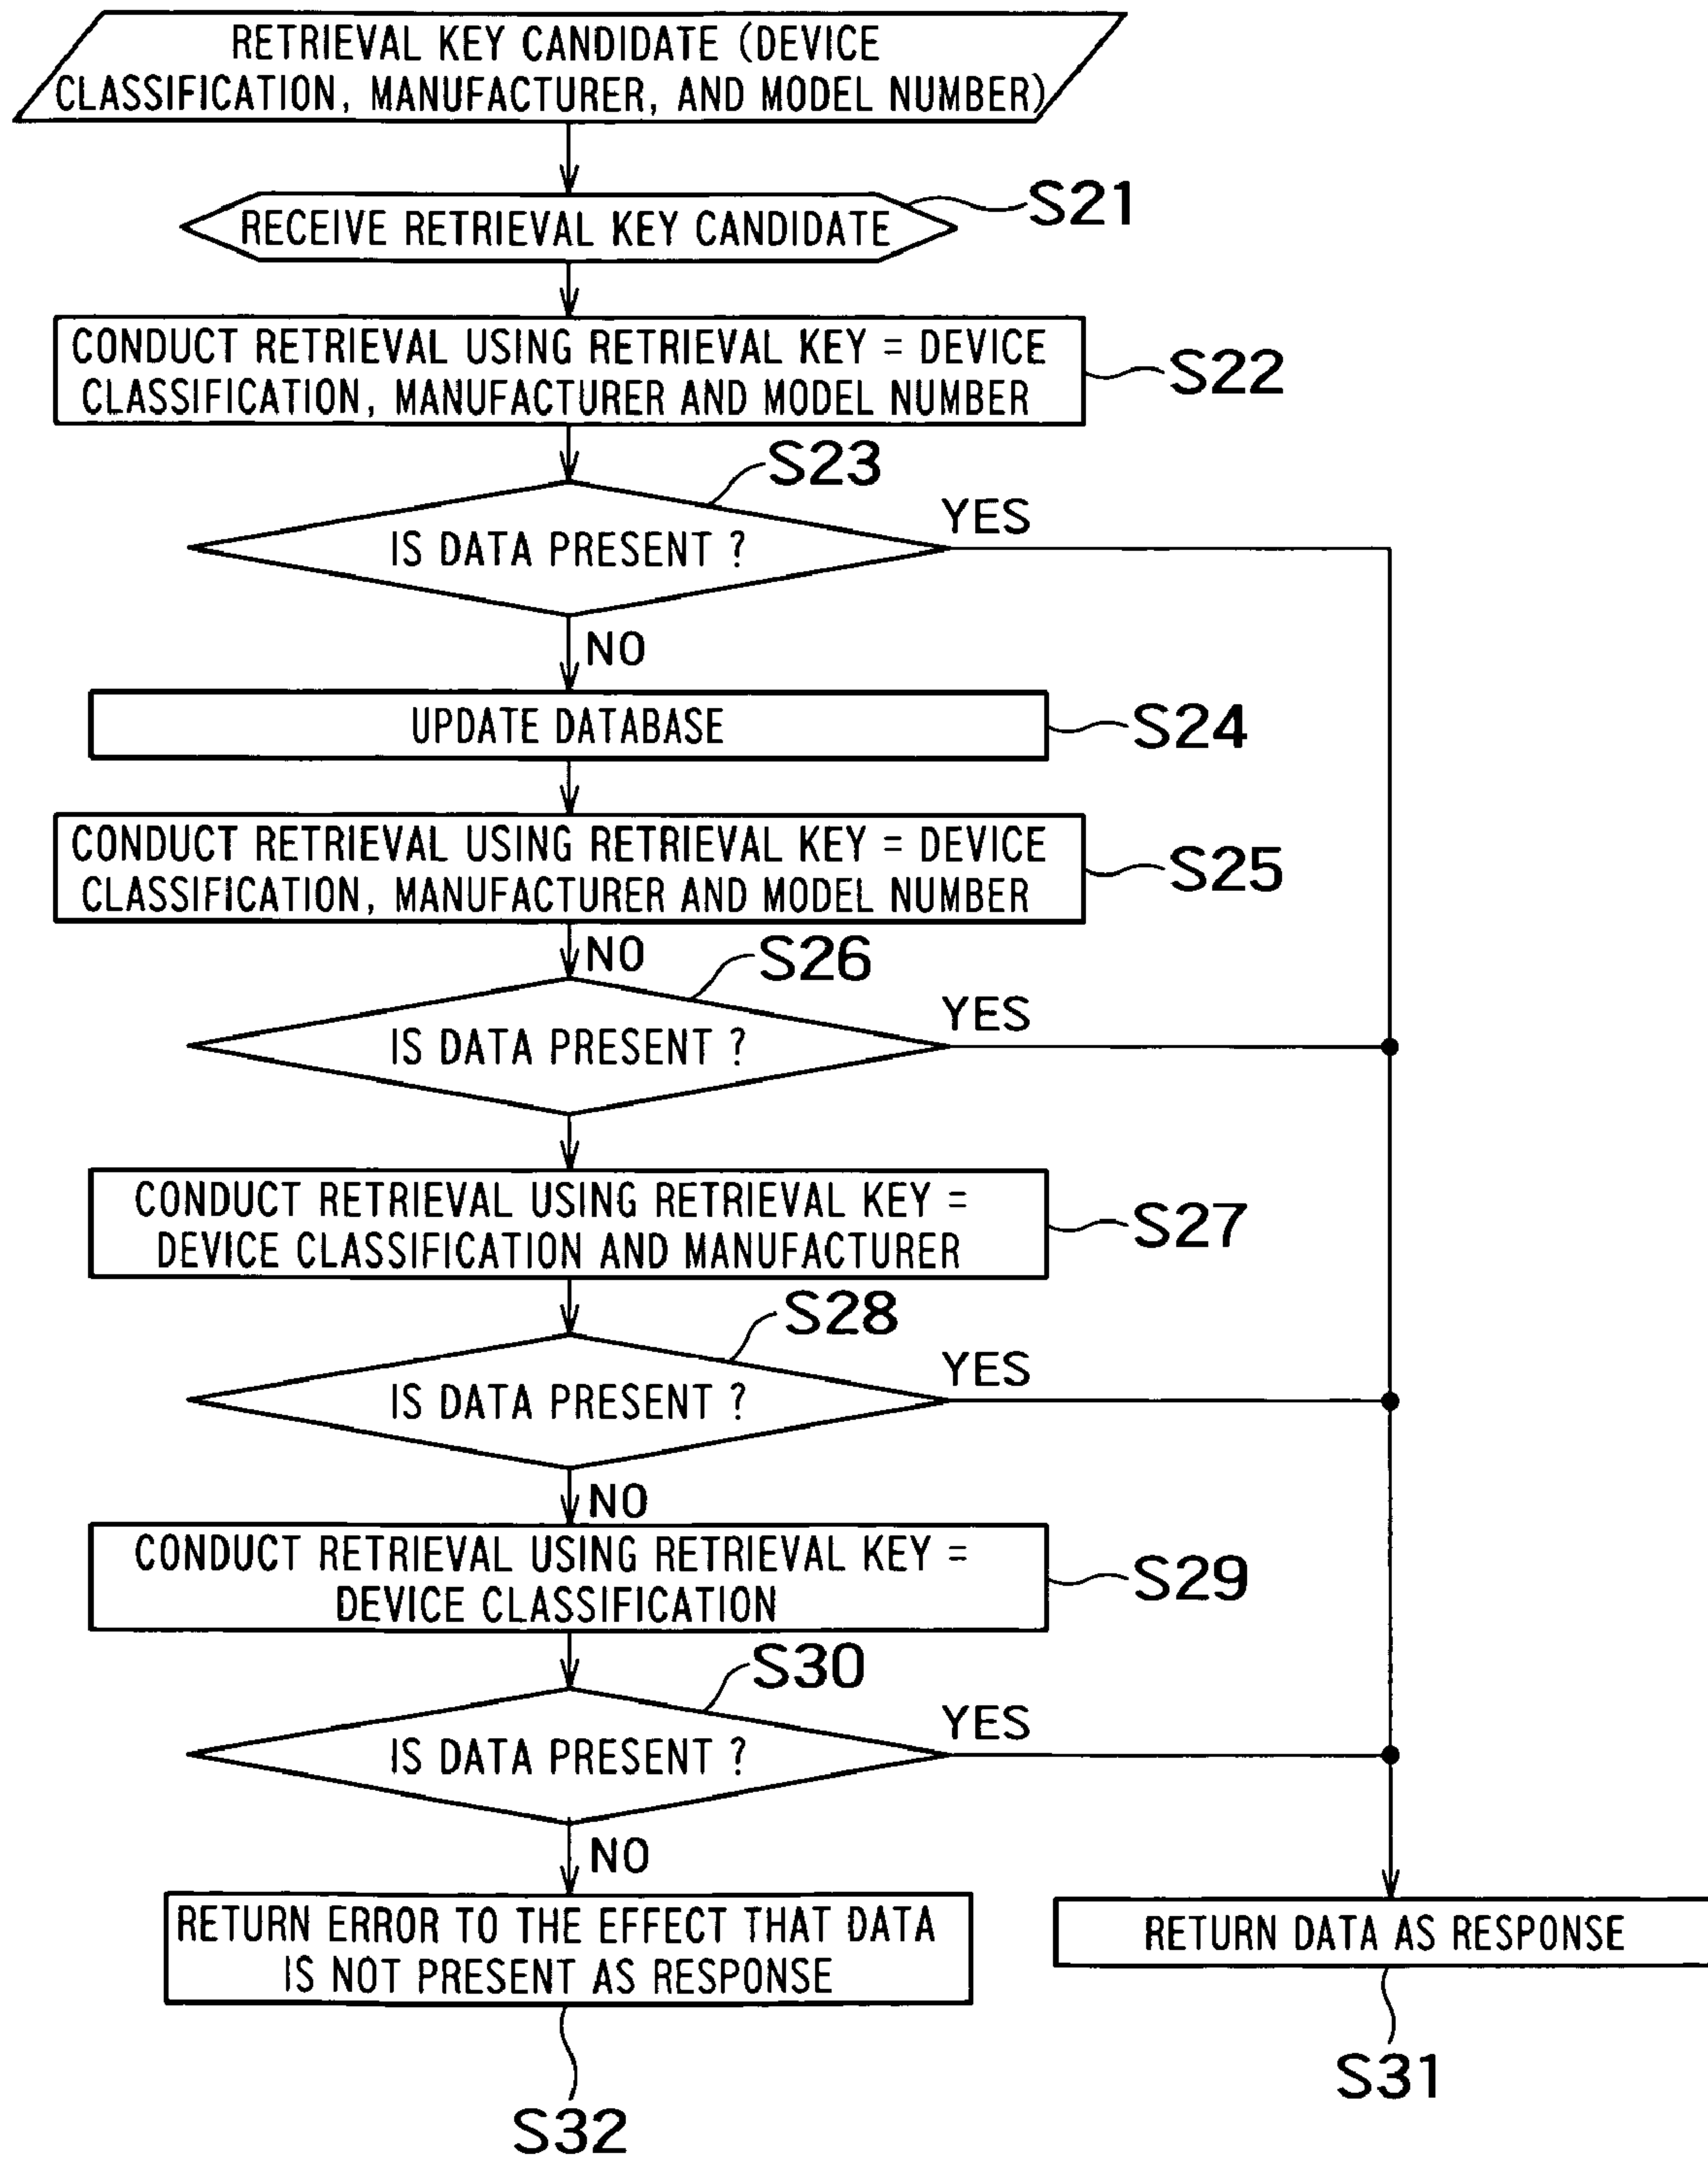 RETRIEVAL KEY CANDIDATE (DEVICE
CLASSIFICATION, MANUFACTURER, AND MODEL NUMBER)
RECEIVE RETRIEVAL KEY CANDIDATE
S21
CONDUCT RETRIEVAL USING RETRIEVAL KEY = DEVICE
CLASSIFICATION, MANUFACTURER AND MODEL NUMBER
S22
S23
IS DATA PRESENT ?
YES
NO
UPDATE DATABASE
S24
CONDUCT RETRIEVAL USING RETRIEVAL KEY = DEVICE
CLASSIFICATION, MANUFACTURER AND MODEL NUMBER
S25
NO
S26
IS DATA PRESENT ?
YES
CONDUCT RETRIEVAL USING RETRIEVAL KEY =
DEVICE CLASSIFICATION AND MANUFACTURER
S27
S28
IS DATA PRESENT ?
YES
NO
CONDUCT RETRIEVAL USING RETRIEVAL KEY =
DEVICE CLASSIFICATION
S29
S30
IS DATA PRESENT ?
YES
NO
RETURN ERROR TO THE EFFECT THAT DATA
IS NOT PRESENT AS RESPONSE
S32
RETURN DATA AS RESPONSE
S31